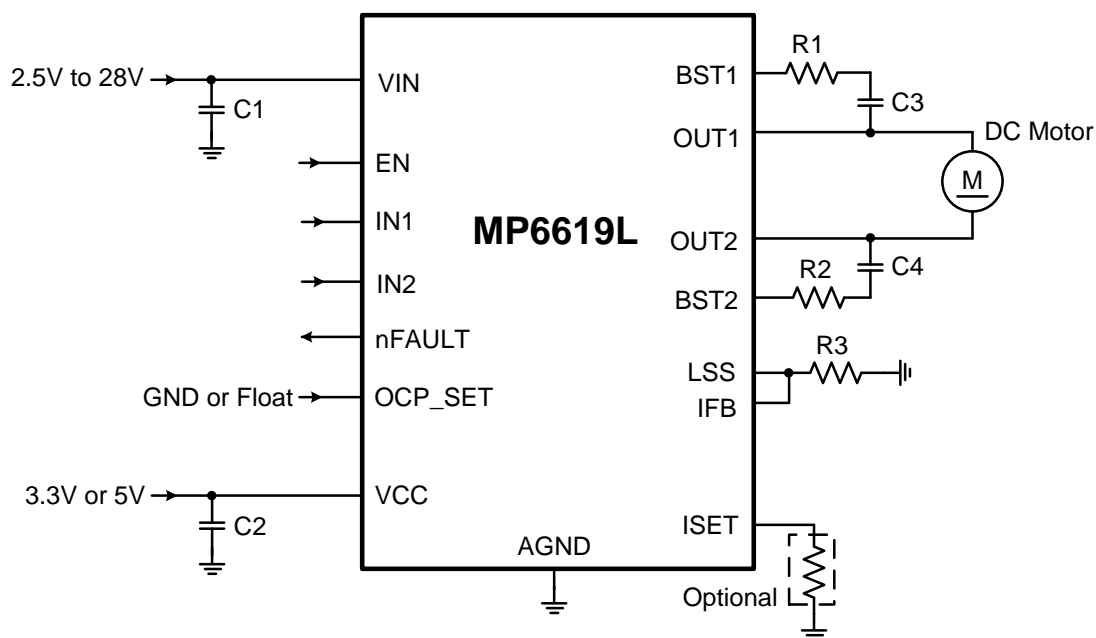 R1
BST1
2.5V to 28V
VIN
C1
C3
OUT1
DC Motor
EN
M
IN1
MP6619L
OUT2
C4
R2
IN2
BST2
nFAULT
R3
LSS
GND or Float
OCP_SET
IFB
3.3V or 5V
VCC
C2
ISET
AGND
Optional